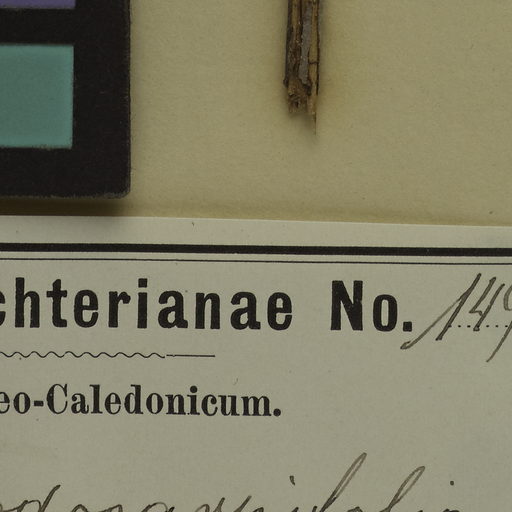 chterianae No. 149
eo-Caledonicum.